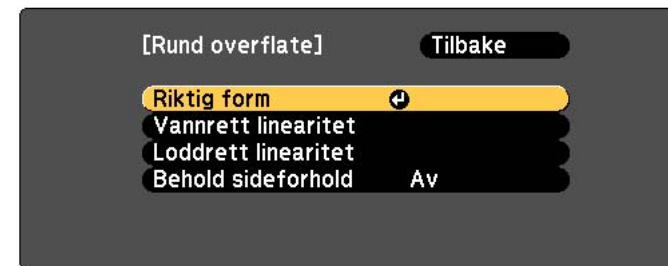 [Rund overflate] Tilbake
Riktig form
Vannrett linearitet
Loddrett linearitet
Behold sideforhold Av